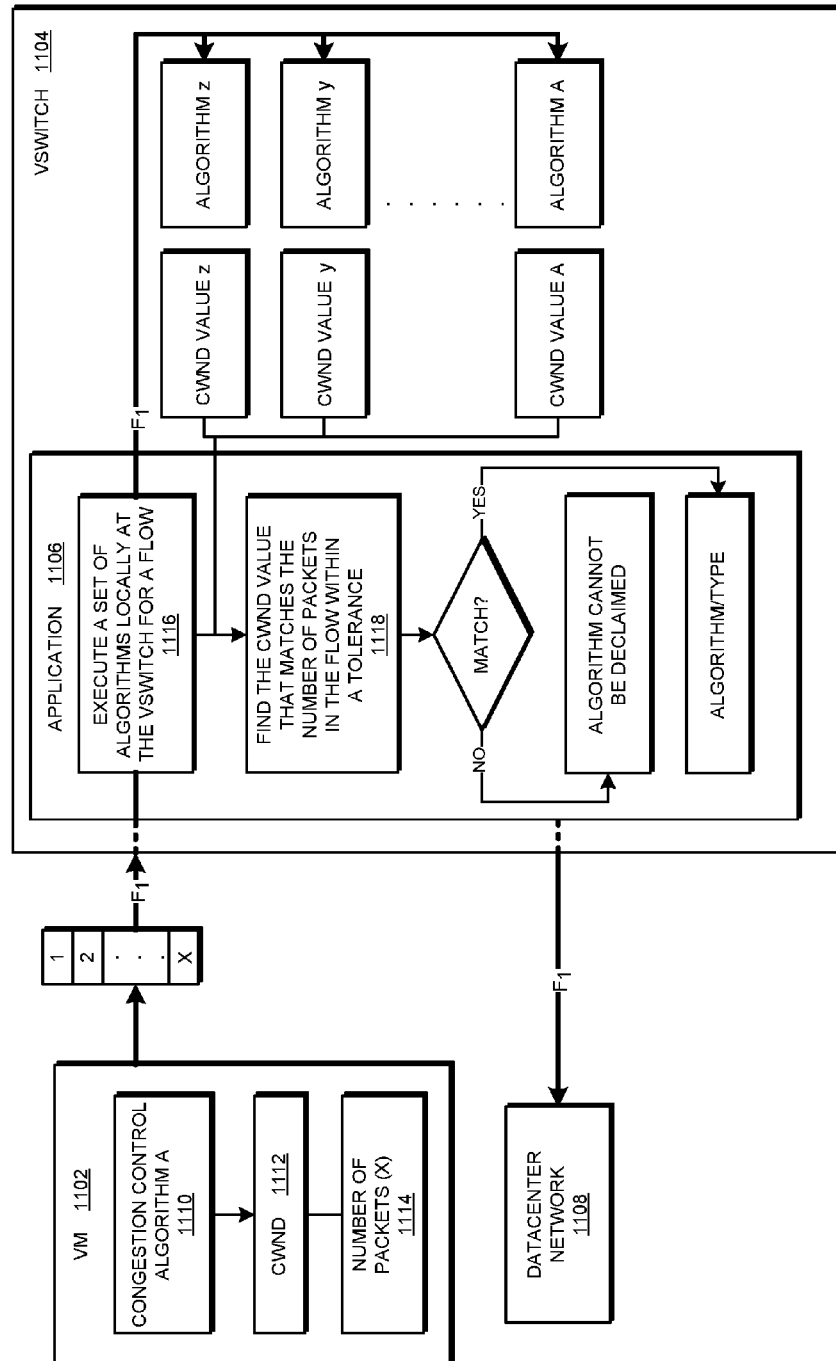 VM 1102
CONGESTION CONTROL
ALGORITHM A
1110
CWND 1112
NUMBER OF
PACKETS (X)
1114
1
2
.
.
.
X
F1
DATACENTER
NETWORK
1108
F1
VSWITCH 1104
APPLICATION 1106
EXECUTE A SET OF
ALGORITHMS LOCALLY AT
THE VSWITCH FOR A FLOW
1116
FIND THE CWND VALUE
THAT MATCHES THE
NUMBER OF PACKETS
IN THE FLOW WITHIN
A TOLERANCE
1118
MATCH?
NO
YES
ALGORITHM CANNOT
BE DECLAIMED
ALGORITHM/TYPE
F1
CWND VALUE z
ALGORITHM z
CWND VALUE y
ALGORITHM y
. . . . . .
CWND VALUE A
ALGORITHM A